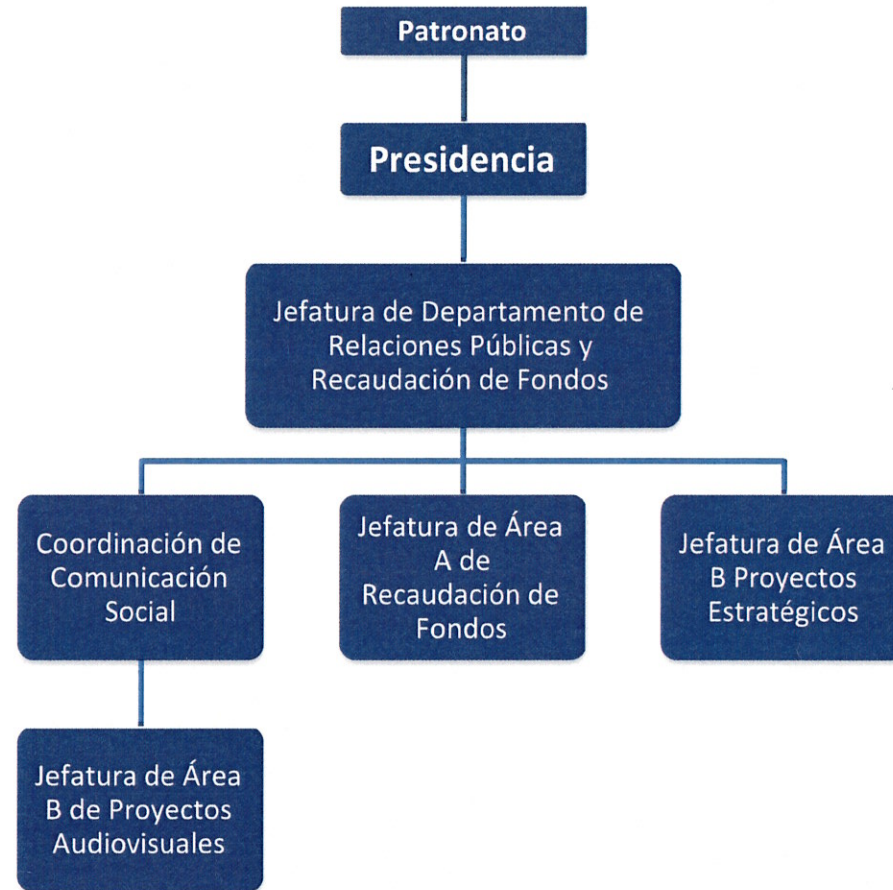 Patronato
Presidencia
Jefatura de Departamento de
Relaciones Públicas y
Recaudación de Fondos
Coordinación de
Comunicación
Social
Jefatura de Área
A de
Recaudación de
Fondos
Jefatura de Área
B Proyectos
Estratégicos
Jefatura de Área
B de Proyectos
Audiovisuales